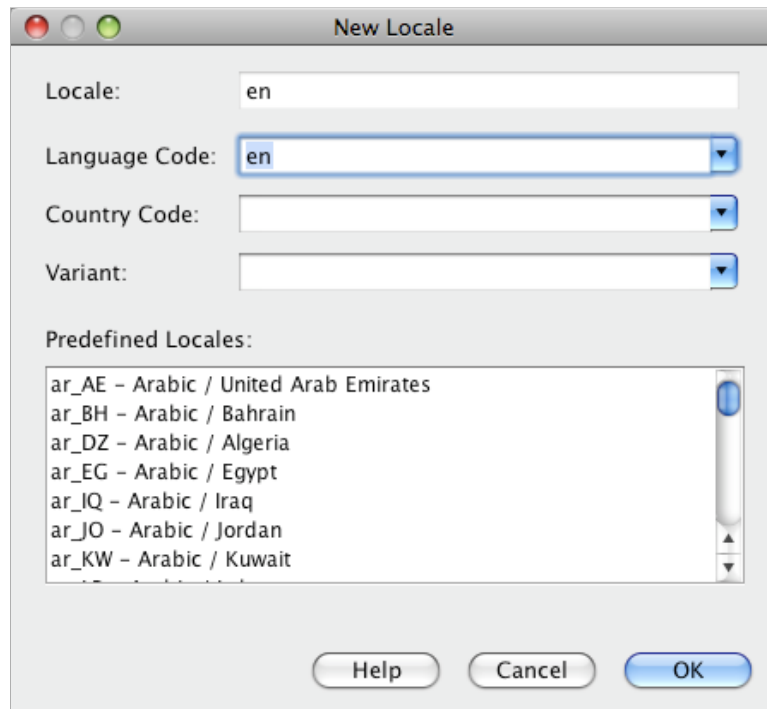 New Locale
Locale: en
Language Code: en
Country Code:
Variant:
Predefined Locales:
ar_AE – Arabic / United Arab Emirates
ar_BH – Arabic / Bahrain
ar_DZ – Arabic / Algeria
ar_EG – Arabic / Egypt
ar_IQ – Arabic / Iraq
ar_JO – Arabic / Jordan
ar_KW – Arabic / Kuwait
Help Cancel OK